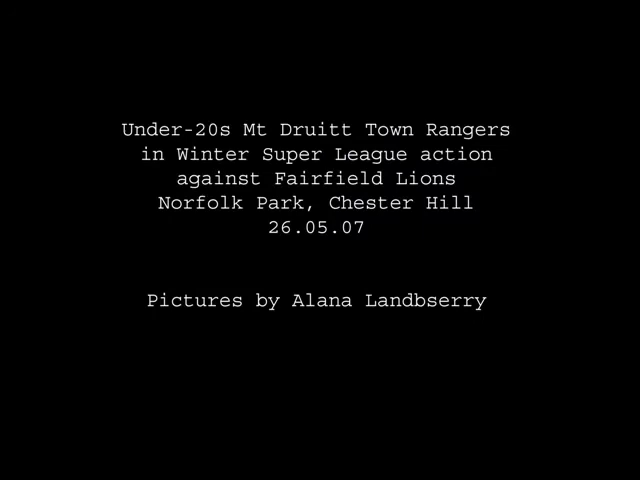 Under-20s Mt Druitt Town Rangers
in Winter Super League action
against Fairfield Lions
Norfolk Park, Chester Hill
26.05.07
Pictures by Alana Landbserry